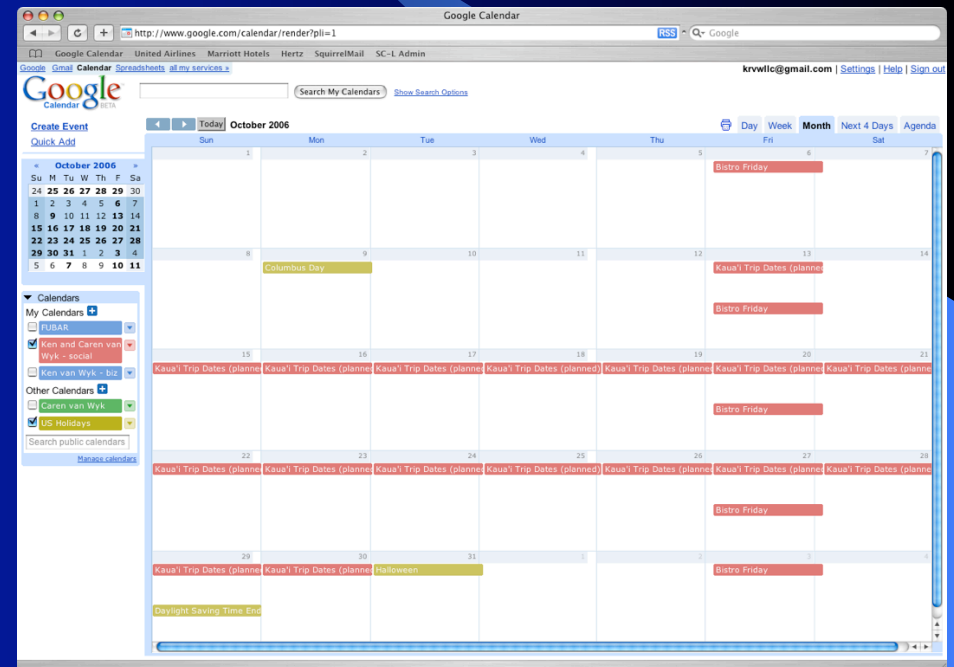 Google Calendar
http://www.google.com/calendar/render?pli=1
RSS
Google
Google Calendar United Airlines Marriott Hotels Hertz SquirrelMail SC-L Admin
Google Gmail Calendar Spreadsheets all my services »
krvwllc@gmail.com | Settings | Help | Sign out
Google
Calendar BETA
Search My Calendars
Show Search Options
Create Event
Quick Add
Today October 2006
Day Week Month Next 4 Days Agenda
« October 2006 »
Su M Tu W Th F Sa
24 25 26 27 28 29 30
1 2 3 4 5 6 7
8 9 10 11 12 13 14
15 16 17 18 19 20 21
22 23 24 25 26 27 28
29 30 31 1 2 3 4
5 6 7 8 9 10 11
Calendars
My Calendars
FUBAR
Ken and Caren van
Wyk - social
Ken van Wyk - biz
Other Calendars
Caren van Wyk
US Holidays
Search public calendars
Manage calendars
Sun Mon Tue Wed Thu Fri Sat
1 2 3 4 5 6 7
Bistro Friday
8 9 10 11 12 13 14
Columbus Day Kaua'i Trip Dates (planned
Bistro Friday
15 16 17 18 19 20 21
Kaua'i Trip Dates (planned Kaua'i Trip Dates (planned Kaua'i Trip Dates (planned Kaua'i Trip Dates (planned) Kaua'i Trip Dates (planned Kaua'i Trip Dates (planned Kaua'i Trip Dates (planne
Bistro Friday
22 23 24 25 26 27 28
Kaua'i Trip Dates (planned Kaua'i Trip Dates (planned Kaua'i Trip Dates (planned Kaua'i Trip Dates (planned) Kaua'i Trip Dates (planned Kaua'i Trip Dates (planned Kaua'i Trip Dates (planne
Bistro Friday
29 30 31 1 2 3 4
Kaua'i Trip Dates (planned Kaua'i Trip Dates (planned Halloween Bistro Friday
Daylight Saving Time End